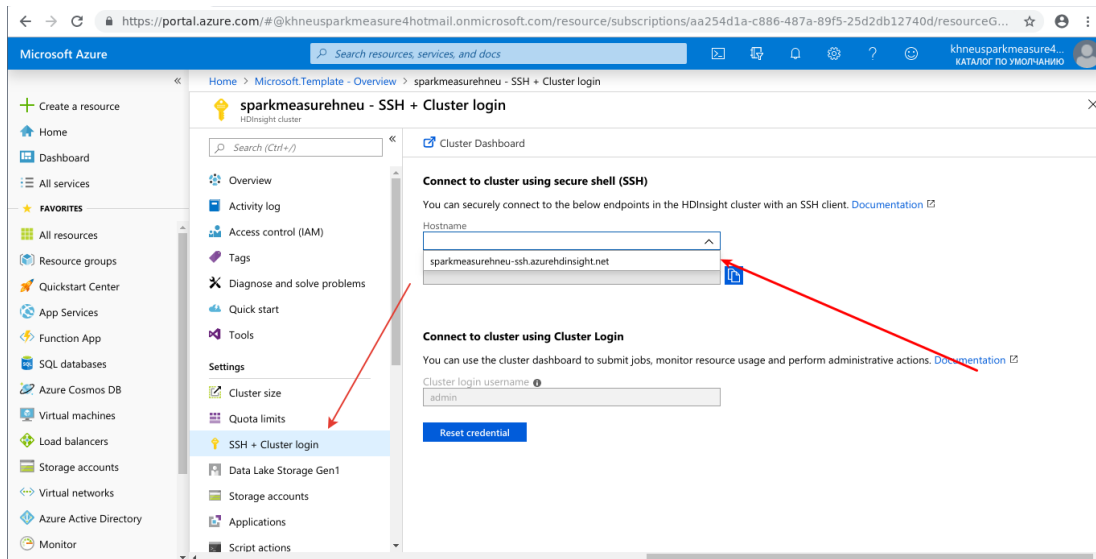 https://portal.azure.com/#@khneusparkmeasure4hotmail.onmicrosoft.com/resource/subscriptions/aa254d1a-c886-487a-89f5-25d2db12740d/resourceG...
Microsoft Azure
Search resources, services, and docs
khneusparkmeasure4...
КАТАЛОГ ПО УМОЛЧАНИЮ
Home > Microsoft.Template - Overview > sparkmeasurehneu - SSH + Cluster login
sparkmeasurehneu - SSH + Cluster login
HDInsight cluster
Create a resource
Home
Dashboard
All services
FAVORITES
All resources
Resource groups
Quickstart Center
App Services
Function App
SQL databases
Azure Cosmos DB
Virtual machines
Load balancers
Storage accounts
Virtual networks
Azure Active Directory
Monitor
Search (Ctrl+/)
Overview
Activity log
Access control (IAM)
Tags
Diagnose and solve problems
Quick start
Tools
Settings
Cluster size
Quota limits
SSH + Cluster login
Data Lake Storage Gen1
Storage accounts
Applications
Script actions
Cluster Dashboard
Connect to cluster using secure shell (SSH)
You can securely connect to the below endpoints in the HDInsight cluster with an SSH client. Documentation
Hostname
sparkmeasurehneu-ssh.azurehdinsight.net
Connect to cluster using Cluster Login
You can use the cluster dashboard to submit jobs, monitor resource usage and perform administrative actions. Documentation
Cluster login username
admin
Reset credential